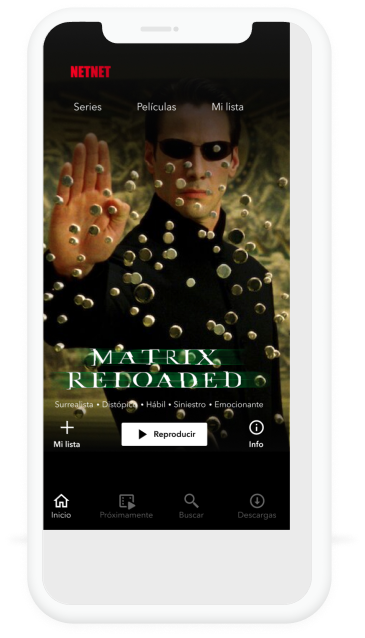 NETNET
Series Películas Mi lista
MATRIX
RELOADED
Surrealista • Distópico • Hábil • Siniestro • Emocionante
Mi lista Reproducir Info
Inicio Próximamente Buscar Descargas